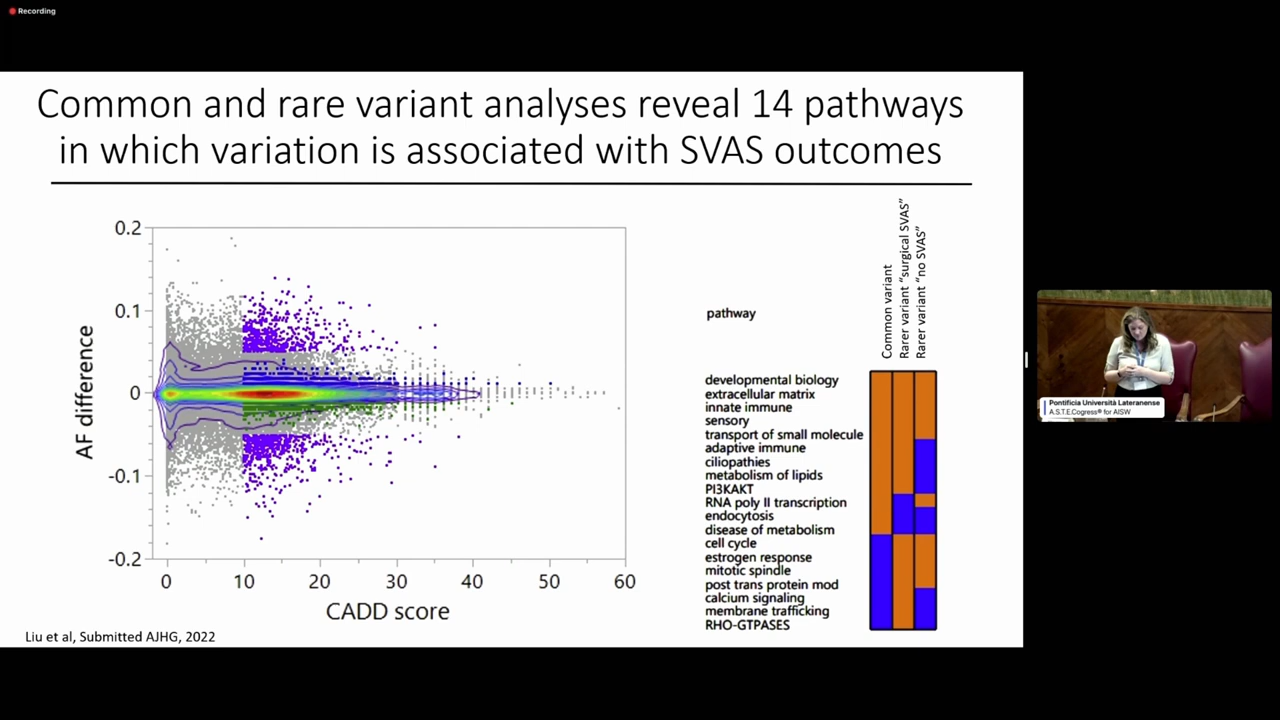 Recording
Common and rare variant analyses reveal 14 pathways
in which variation is associated with SVAS outcomes
0.2
0.1
0
-0.1
-0.2
AF difference
0
10
20
30
40
50
60
CADD score
Liu et al, Submitted AJHG, 2022
pathway
Common variant
Rarer variant “surgical SVAS”
Rarer variant “no SVAS”
developmental biology
extracellular matrix
innate immune
sensory
transport of small molecule
adaptive immune
ciliopathies
metabolism of lipids
PI3KAKT
RNA poly II transcription
endocytosis
disease of metabolism
cell cycle
estrogen response
mitotic spindle
post trans protein mod
calcium signaling
membrane trafficking
RHO-GTPASES
Pontificia Università Lateranense
A.S.T.E.Cogress® for AISW